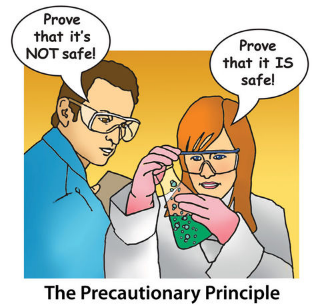 Prove
that it's
NOT safe!
Prove
that it IS
safe!
The Precautionary Principle